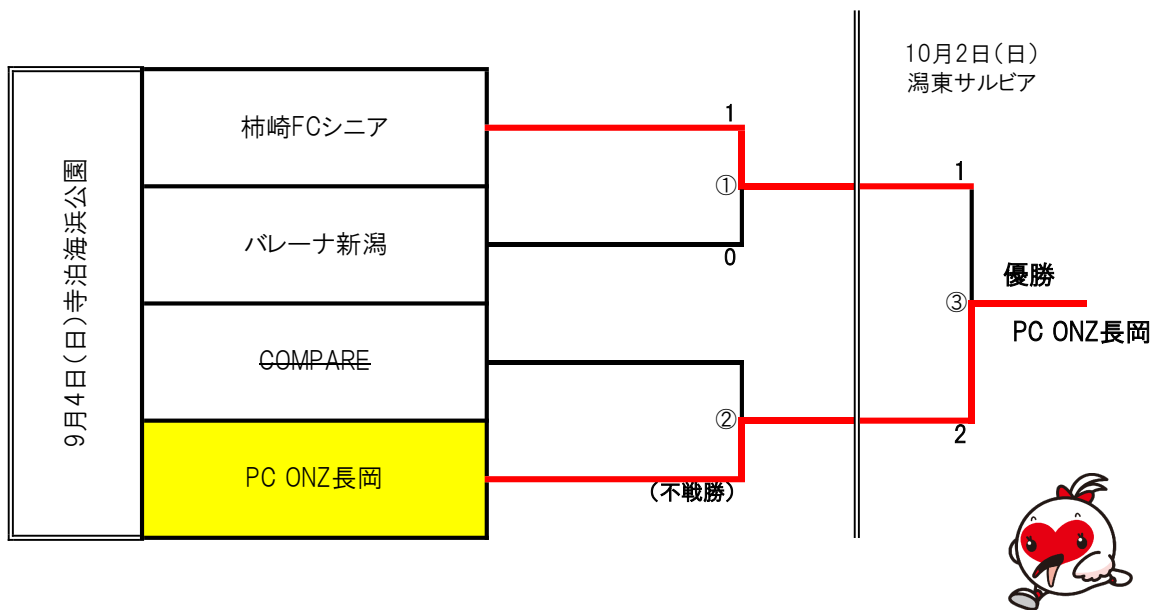 10月2日(日)
潟東サルビア
9月4日(日)寺泊海浜公園
柿崎FCシニア
1
①
1
バレーナ新潟
0
優勝
③
PC ONZ長岡
COMPARE
②
2
PC ONZ長岡
(不戦勝)